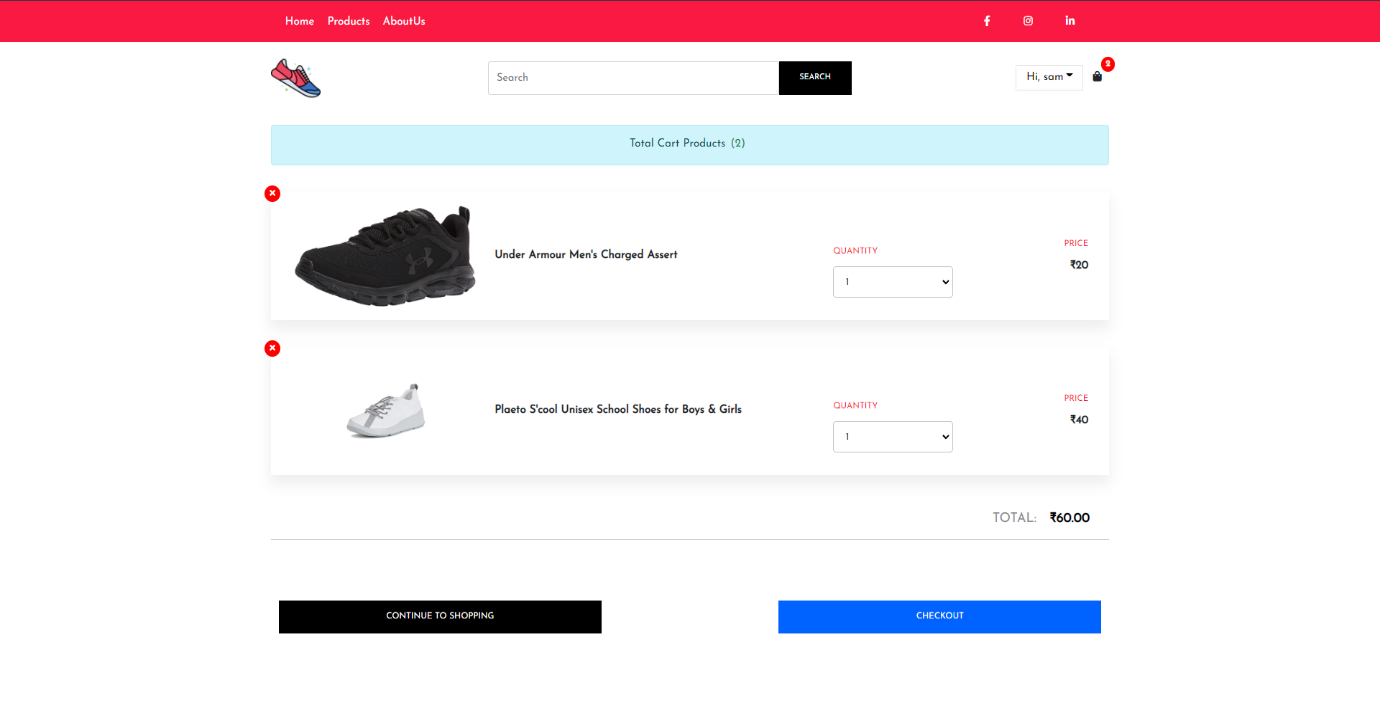 Home Products AboutUs
Search SEARCH Hi, sam 2
Total Cart Products (2)
Under Armour Men's Charged Assert
QUANTITY
1
PRICE
₹20
Plaeto S'cool Unisex School Shoes for Boys & Girls
QUANTITY
1
PRICE
₹40
TOTAL: ₹60.00
CONTINUE TO SHOPPING CHECKOUT